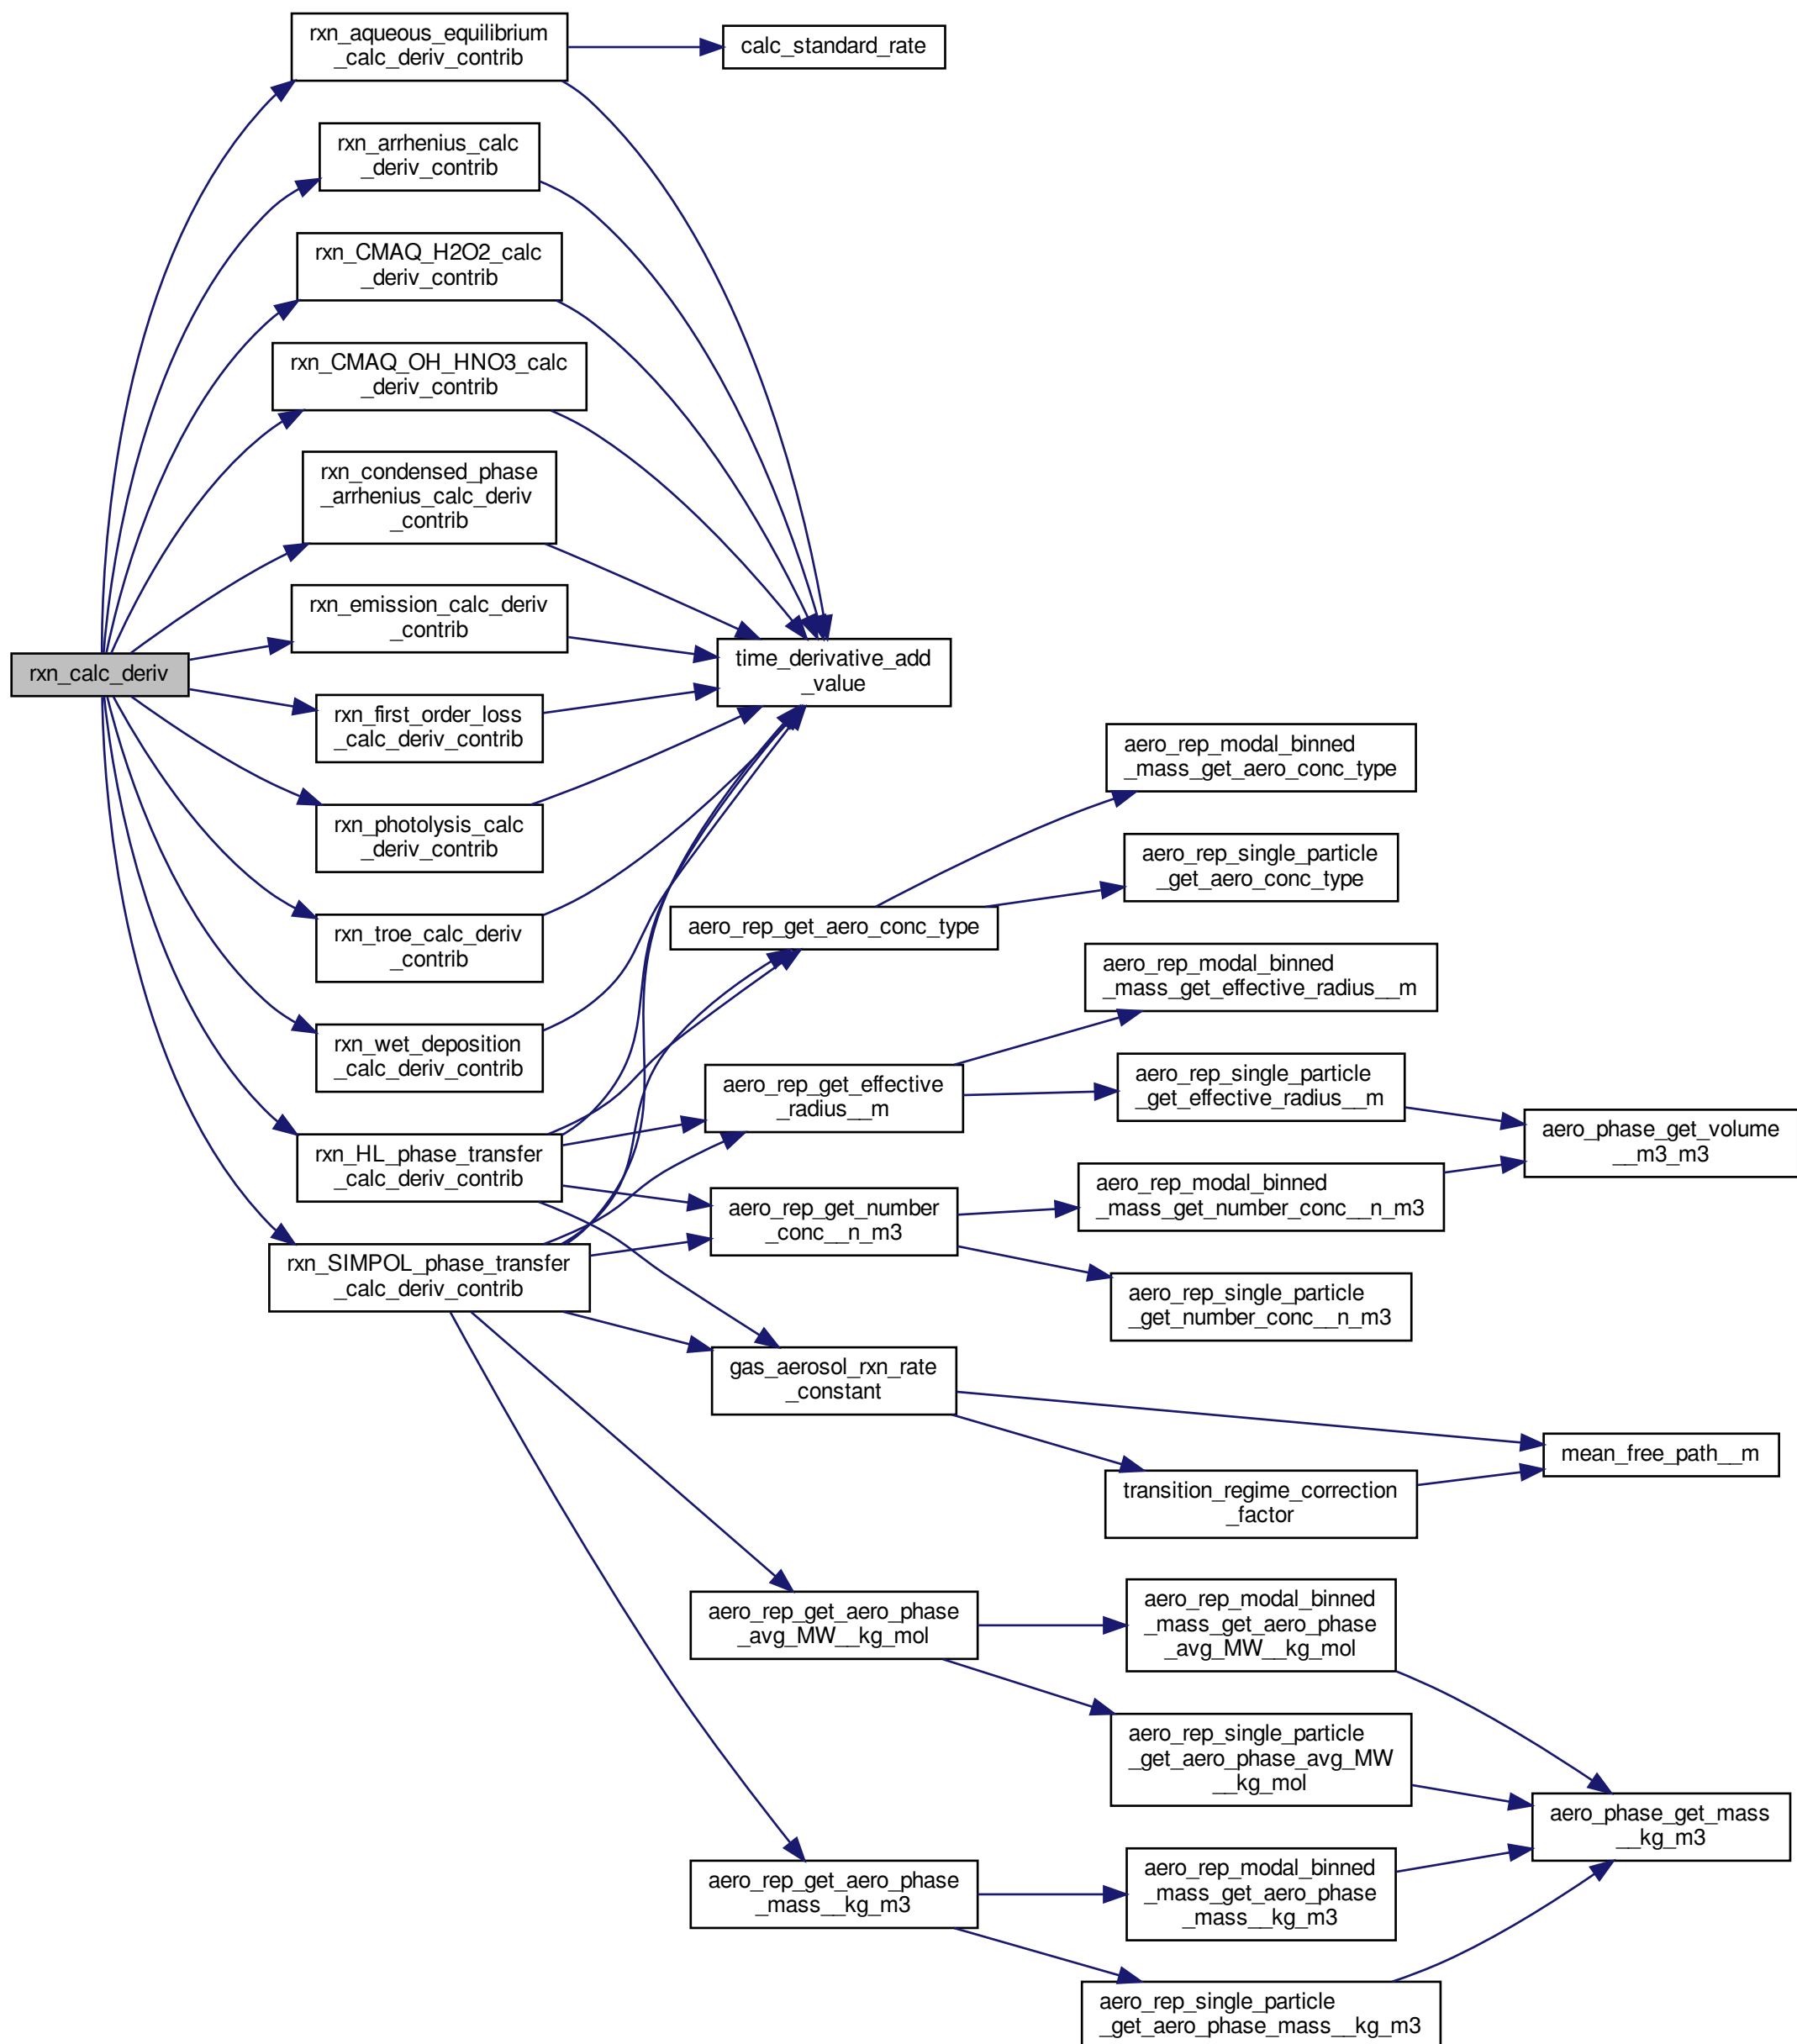 rxn_calc_deriv
rxn_aqueous_equilibrium
_calc_deriv_contrib
calc_standard_rate
rxn_arrhenius_calc
_deriv_contrib
rxn_CMAQ_H2O2_calc
_deriv_contrib
rxn_CMAQ_OH_HNO3_calc
_deriv_contrib
rxn_condensed_phase
_arrhenius_calc_deriv
_contrib
rxn_emission_calc_deriv
_contrib
rxn_first_order_loss
_calc_deriv_contrib
rxn_photolysis_calc
_deriv_contrib
rxn_troe_calc_deriv
_contrib
rxn_wet_deposition
_calc_deriv_contrib
rxn_HL_phase_transfer
_calc_deriv_contrib
rxn_SIMPOL_phase_transfer
_calc_deriv_contrib
time_derivative_add
_value
aero_rep_get_aero_conc_type
aero_rep_get_effective
_radius__m
aero_rep_get_number
_conc__n_m3
gas_aerosol_rxn_rate
_constant
aero_rep_get_aero_phase
_avg_MW__kg_mol
aero_rep_get_aero_phase
_mass__kg_m3
aero_rep_modal_binned
_mass_get_aero_conc_type
aero_rep_single_particle
_get_aero_conc_type
aero_rep_modal_binned
_mass_get_effective_radius__m
aero_rep_single_particle
_get_effective_radius__m
aero_rep_modal_binned
_mass_get_number_conc__n_m3
aero_rep_single_particle
_get_number_conc__n_m3
transition_regime_correction
_factor
aero_rep_modal_binned
_mass_get_aero_phase
_avg_MW__kg_mol
aero_rep_single_particle
_get_aero_phase_avg_MW
__kg_mol
aero_rep_modal_binned
_mass_get_aero_phase
_mass__kg_m3
aero_rep_single_particle
_get_aero_phase_mass__kg_m3
aero_phase_get_volume
__m3_m3
mean_free_path__m
aero_phase_get_mass
__kg_m3